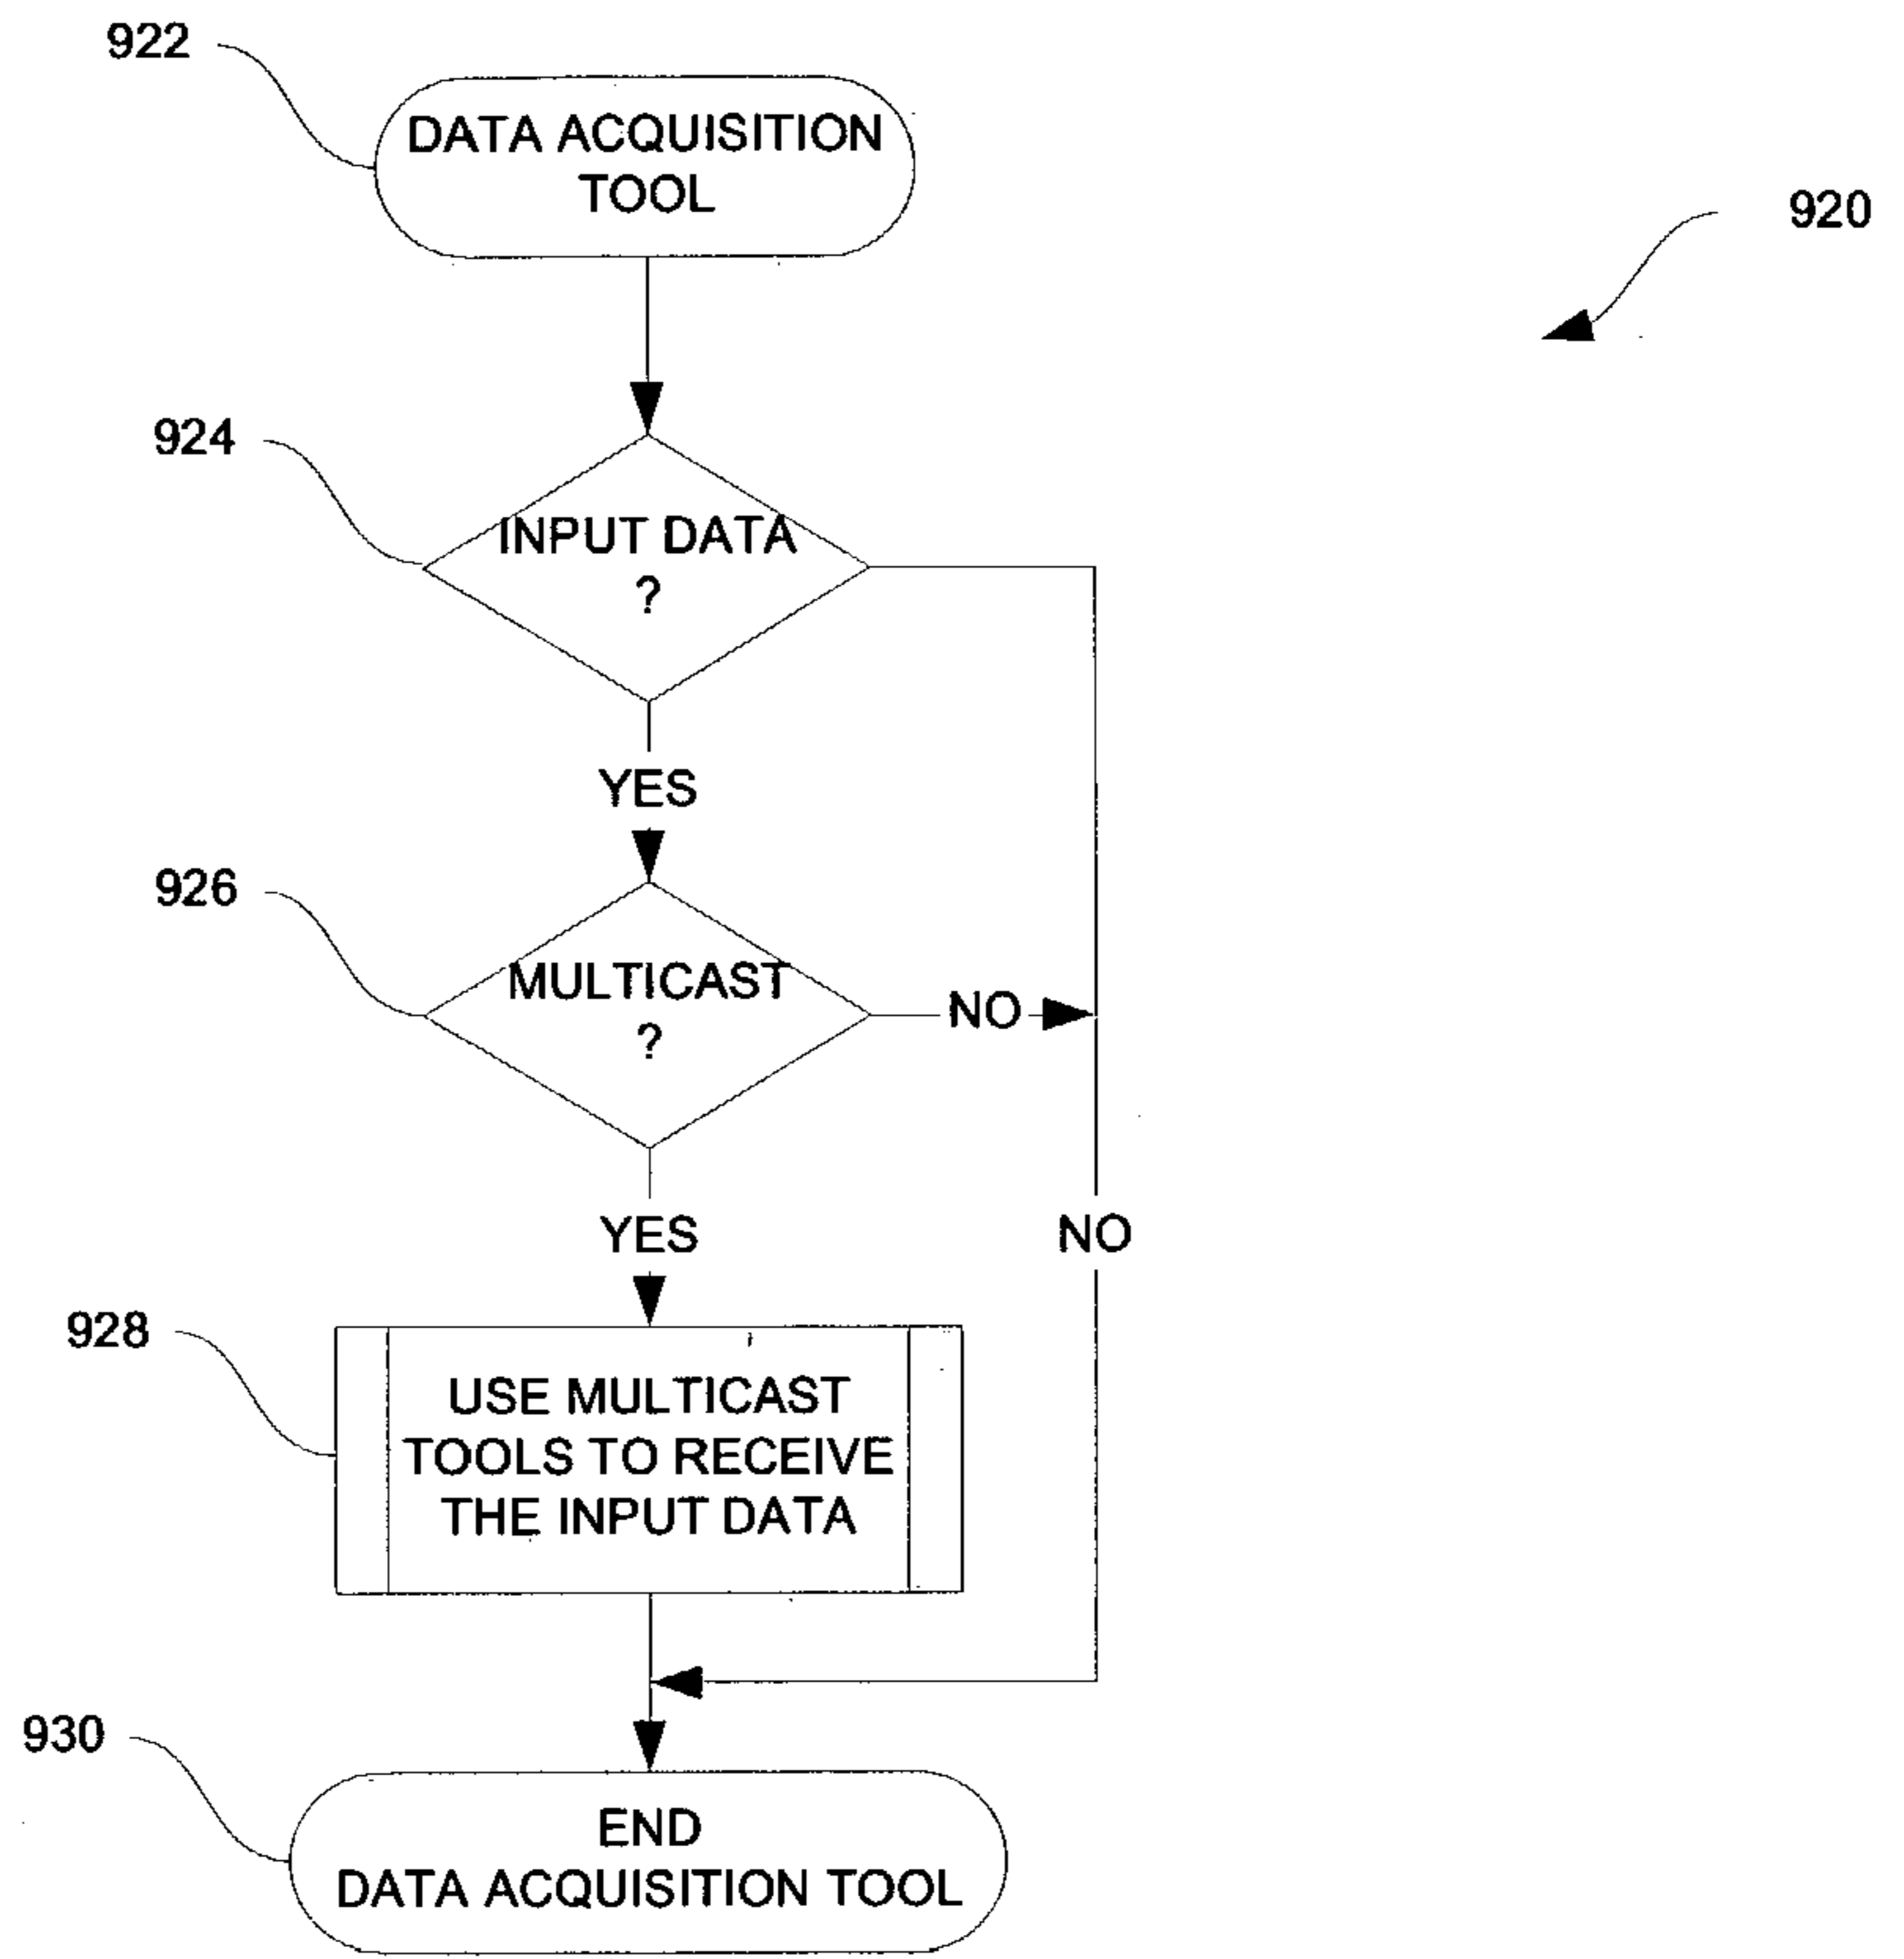 922
DATA ACQUISITION
TOOL
920
924
INPUT DATA
?
YES
926
MULTICAST
?
NO
YES
NO
928
USE MULTICAST
TOOLS TO RECEIVE
THE INPUT DATA
930
END
DATA ACQUISITION TOOL